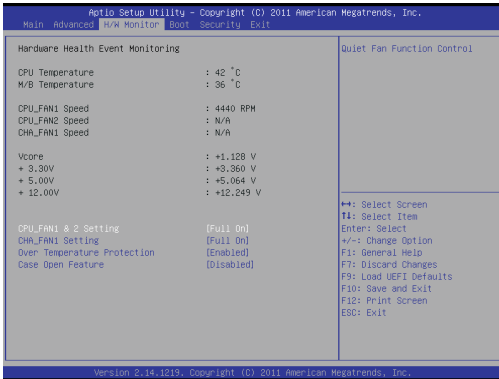 Aptio Setup Utility – Copyright (C) 2011 American Megatrends, Inc.
Main Advanced H/W Monitor Boot Security Exit
Hardware Health Event Monitoring
CPU Temperature : 42 °C
M/B Temperature : 36 °C
CPU_FAN1 Speed : 4440 RPM
CPU_FAN2 Speed : N/A
CHA_FAN1 Speed : N/A
Vcore : +1.128 V
+ 3.30V : +3.360 V
+ 5.00V : +5.064 V
+ 12.00V : +12.249 V
CPU_FAN1 & 2 Setting [Full On]
CHA_FAN1 Setting [Full On]
Over Temperature Protection [Enabled]
Case Open Feature [Disabled]
Quiet Fan Function Control
↔: Select Screen
↑↓: Select Item
Enter: Select
+/-: Change Option
F1: General Help
F7: Discard Changes
F9: Load UEFI Defaults
F10: Save and Exit
F12: Print Screen
ESC: Exit
Version 2.14.1219. Copyright (C) 2011 American Megatrends, Inc.